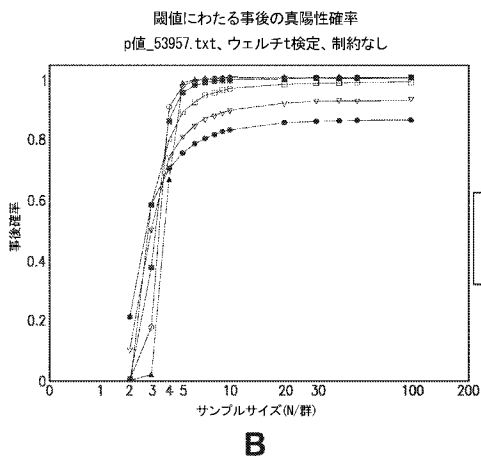 閾値にわたる事後の真陽性確率
p値_53957.txt、ウェルチt検定、制約なし
1
0.8
0.6
0.4
0.2
0
事後確率
0 1 2 3 4 5 10 20 30 100 200
サンプルサイズ(N/群)
B